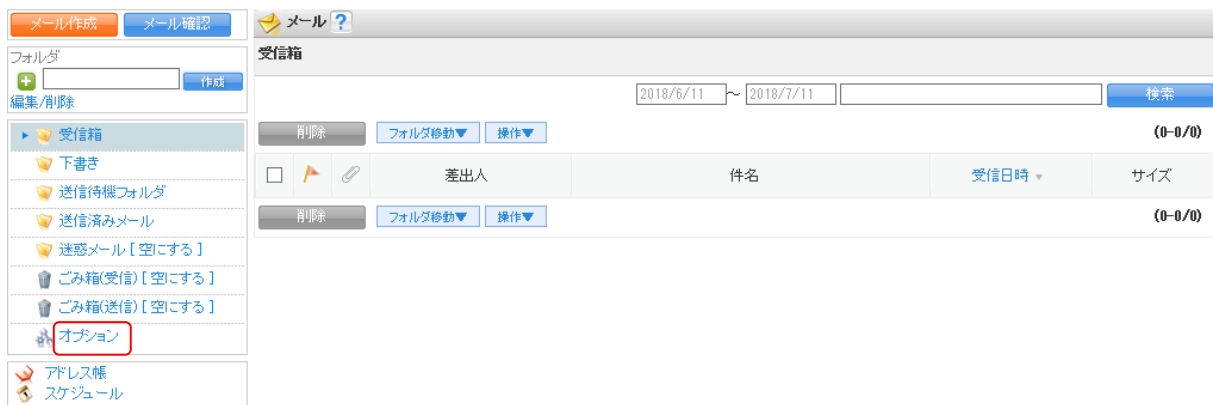 メール作成 メール確認
フォルダ
作成
編集/削除
受信箱
下書き
送信待機フォルダ
送信済みメール
迷惑メール [ 空にする ]
ごみ箱(受信) [ 空にする ]
ごみ箱(送信) [ 空にする ]
オプション
アドレス帳
スケジュール
メール ?
受信箱
2018/6/11 ～ 2018/7/11 検索
削除 フォルダ移動▼ 操作▼ (0-0/0)
差出人 件名 受信日時 ▼ サイズ
削除 フォルダ移動▼ 操作▼ (0-0/0)